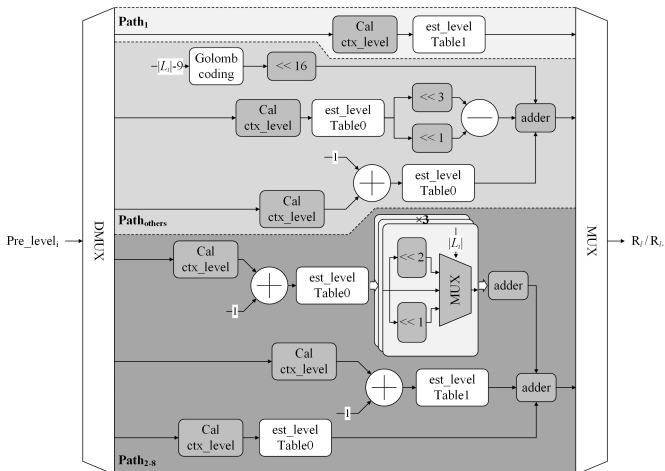 Path1
Cal
ctx_level
est_level
Table1
|Li|-9
Golomb
coding
<< 16
Cal
ctx_level
est_level
Table0
<< 3
<< 1
adder
1
Cal
ctx_level
est_level
Table0
Pathothers
Pre_leveli
DMUX
MUX
Rl / Rl-
Cal
ctx_level
1
est_level
Table0
×3
|Li|
<< 2
MUX
<< 1
adder
Cal
ctx_level
1
est_level
Table1
adder
Cal
ctx_level
est_level
Table0
Path2-8